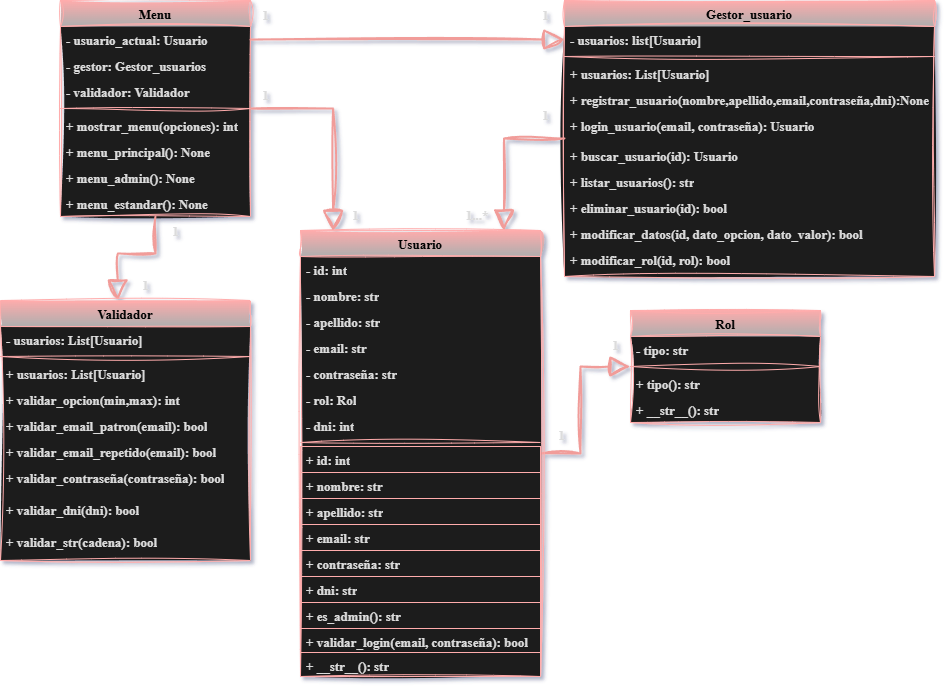 Menu
- usuario_actual: Usuario
- gestor: Gestor_usuarios
- validador: Validador
+ mostrar_menu(opciones): int
+ menu_principal(): None
+ menu_admin(): None
+ menu_estandar(): None
Gestor_usuario
- usuarios: list[Usuario]
+ usuarios: List[Usuario]
+ registrar_usuario(nombre,apellido,email,contraseña,dni):None
+ login_usuario(email, contraseña): Usuario
+ buscar_usuario(id): Usuario
+ listar_usuarios(): str
+ eliminar_usuario(id): bool
+ modificar_datos(id, dato_opcion, dato_valor): bool
+ modificar_rol(id, rol): bool
Validador
- usuarios: List[Usuario]
+ usuarios: List[Usuario]
+ validar_opcion(min,max): int
+ validar_email_patron(email): bool
+ validar_email_repetido(email): bool
+ validar_contraseña(contraseña): bool
+ validar_dni(dni): bool
+ validar_str(cadena): bool
Usuario
- id: int
- nombre: str
- apellido: str
- email: str
- contraseña: str
- rol: Rol
- dni: int
+ id: int
+ nombre: str
+ apellido: str
+ email: str
+ contraseña: str
+ dni: str
+ es_admin(): str
+ validar_login(email, contraseña): bool
+ __str__(): str
Rol
- tipo: str
+ tipo(): str
+ __str__(): str